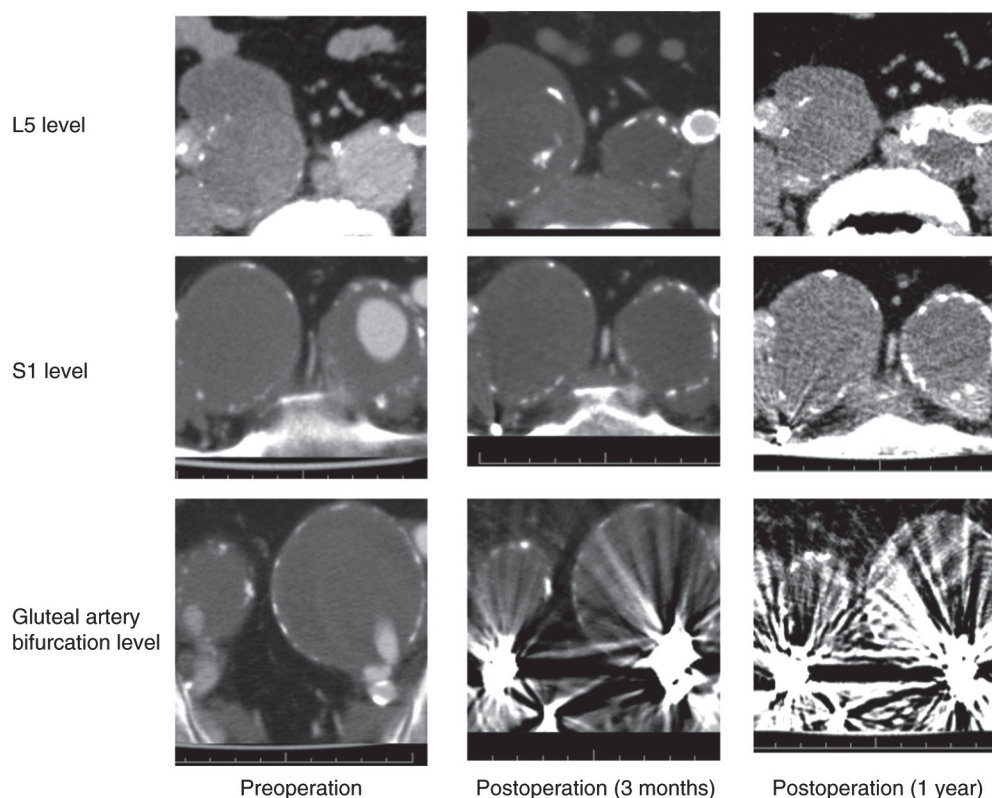 L5 level
S1 level
Gluteal artery
bifurcation level
Preoperation
Postoperation (3 months)
Postoperation (1 year)